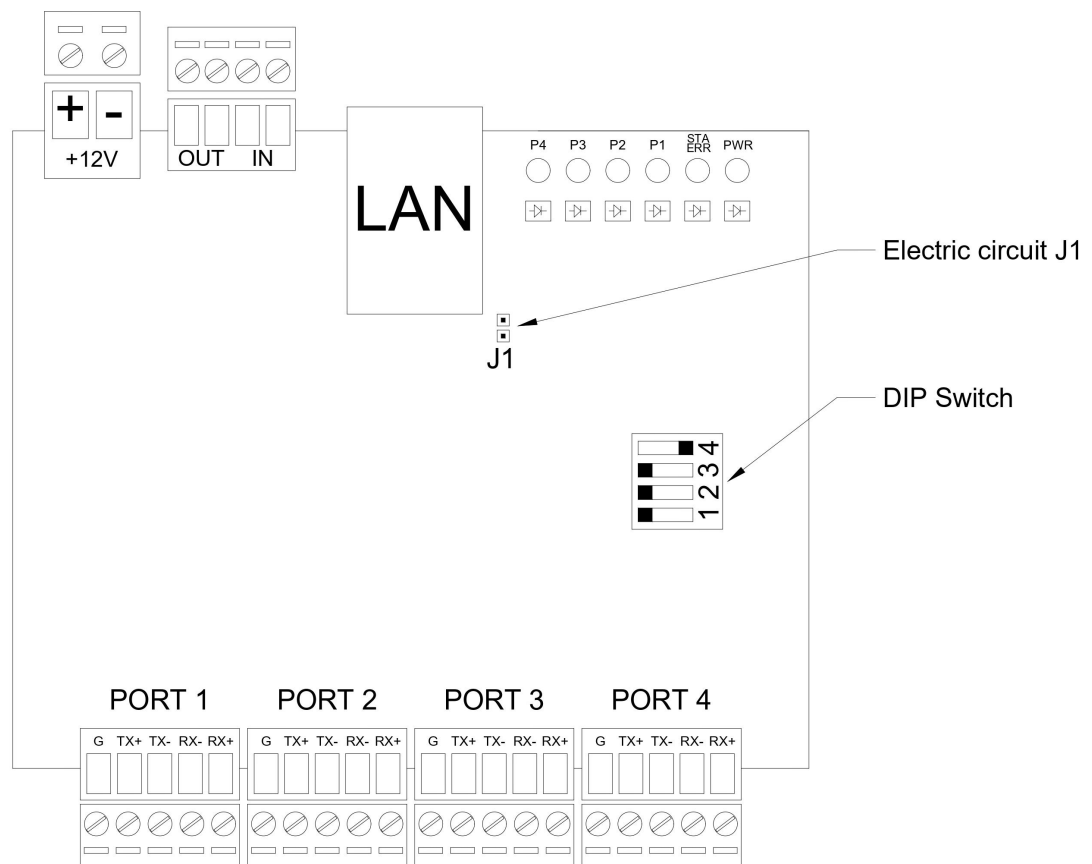 + -
+12V
OUT IN
LAN
P4 P3 P2 P1 STA ERR PWR
Electric circuit J1
J1
DIP Switch
4
3
2
1
PORT 1 PORT 2 PORT 3 PORT 4
G TX+ TX- RX- RX+ G TX+ TX- RX- RX+ G TX+ TX- RX- RX+ G TX+ TX- RX- RX+